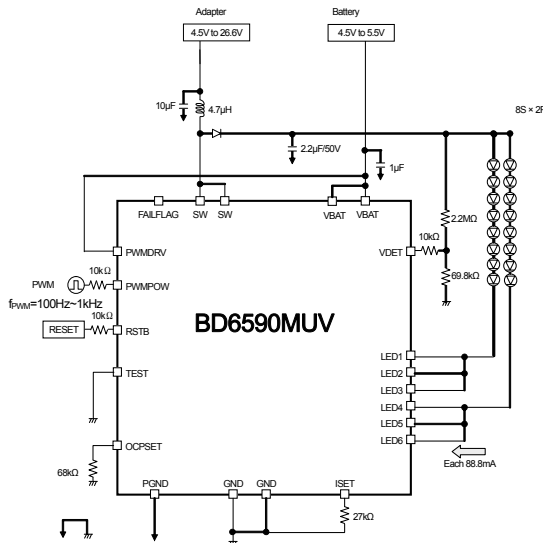 Adapter
Battery
4.5V to 26.6V
4.5V to 5.5V
10µF
4.7µH
8S × 2P
2.2µF/50V
1µF
FAILFLAG
SW
SW
VBAT
VBAT
2.2MΩ
PWMDRV
VDET
10kΩ
PWM
10kΩ
PWMPOW
69.8kΩ
fPWM=100Hz~1kHz
10kΩ
RESET
RSTB
BD6590MUV
LED1
TEST
LED2
LED3
LED4
LED5
OCPSET
LED6
Each 88.8mA
68kΩ
PGND
GND
GND
ISET
27kΩ